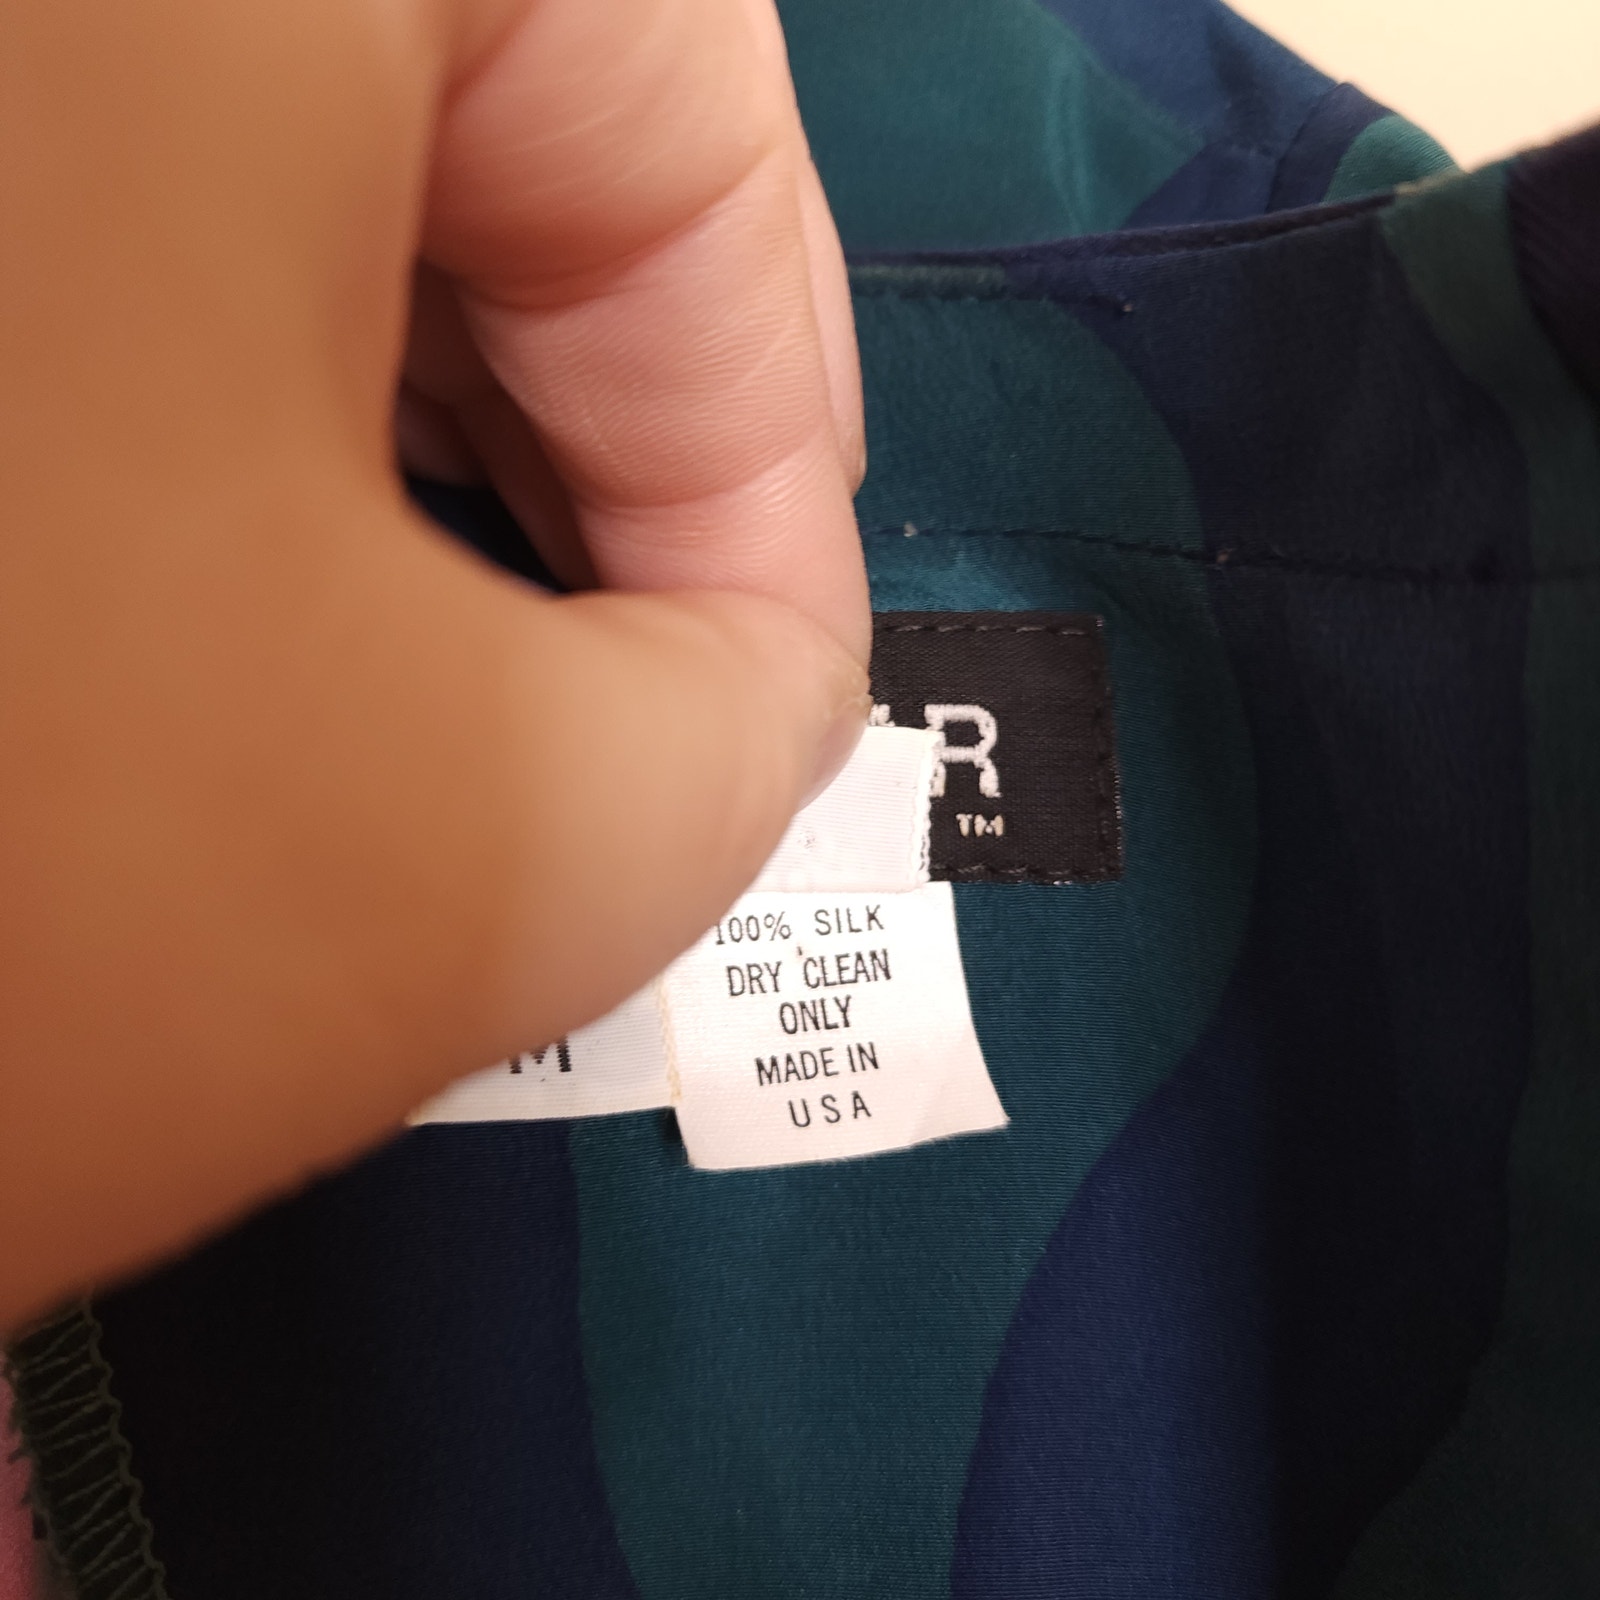 R
TM
100% SILK
DRY CLEAN
ONLY
MADE IN
USA
M